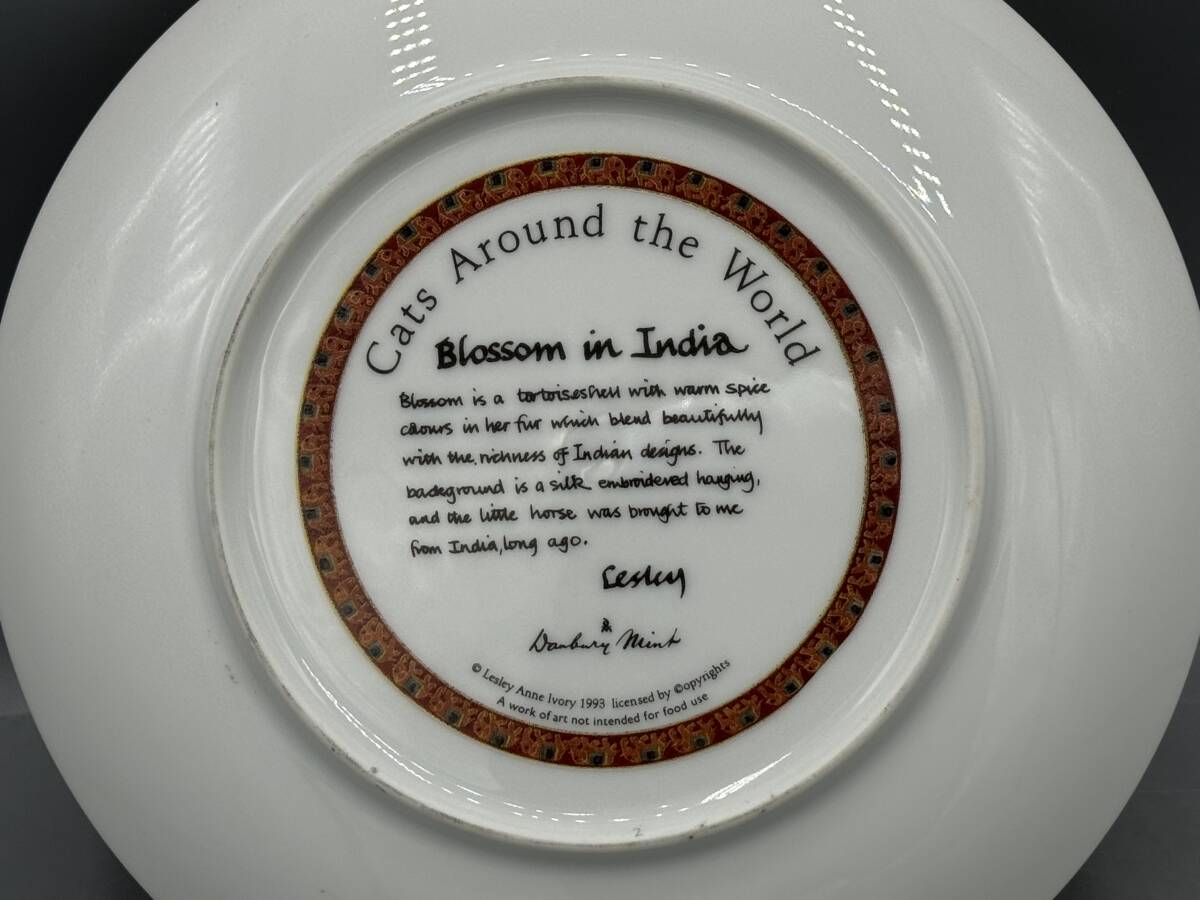 Cats Around the World
Blossom in India
Blossom is a tortoiseshell with warm spice
colours in her fur which blend beautifully
with the richness of Indian designs. The
background is a silk embroidered hanging,
and the little horse was brought to me
from India, long ago.
Lesley
Danbury Mint
© Lesley Anne Ivory 1993 licensed by ©opyrights
A work of art not intended for food use
2